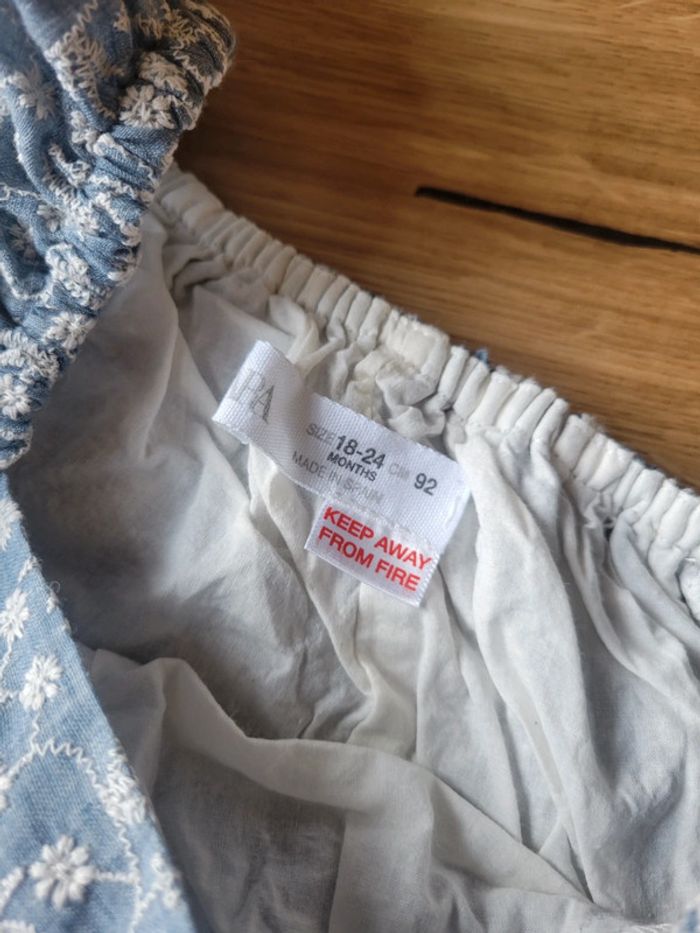 SIZE 18-24 CM 92
MONTHS
MADE IN SPAIN
KEEP AWAY
FROM FIRE